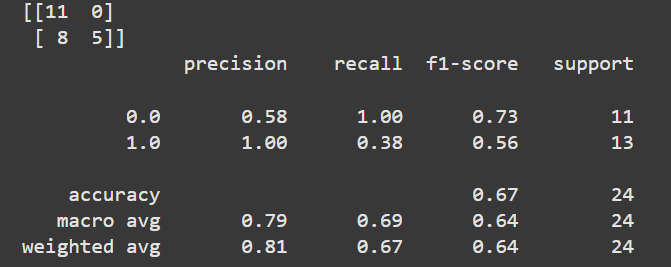 [[11  0]
 [ 8  5]]
              precision    recall  f1-score   support

         0.0       0.58      1.00      0.73        11
         1.0       1.00      0.38      0.56        13

    accuracy                           0.67        24
   macro avg       0.79      0.69      0.64        24
weighted avg       0.81      0.67      0.64        24